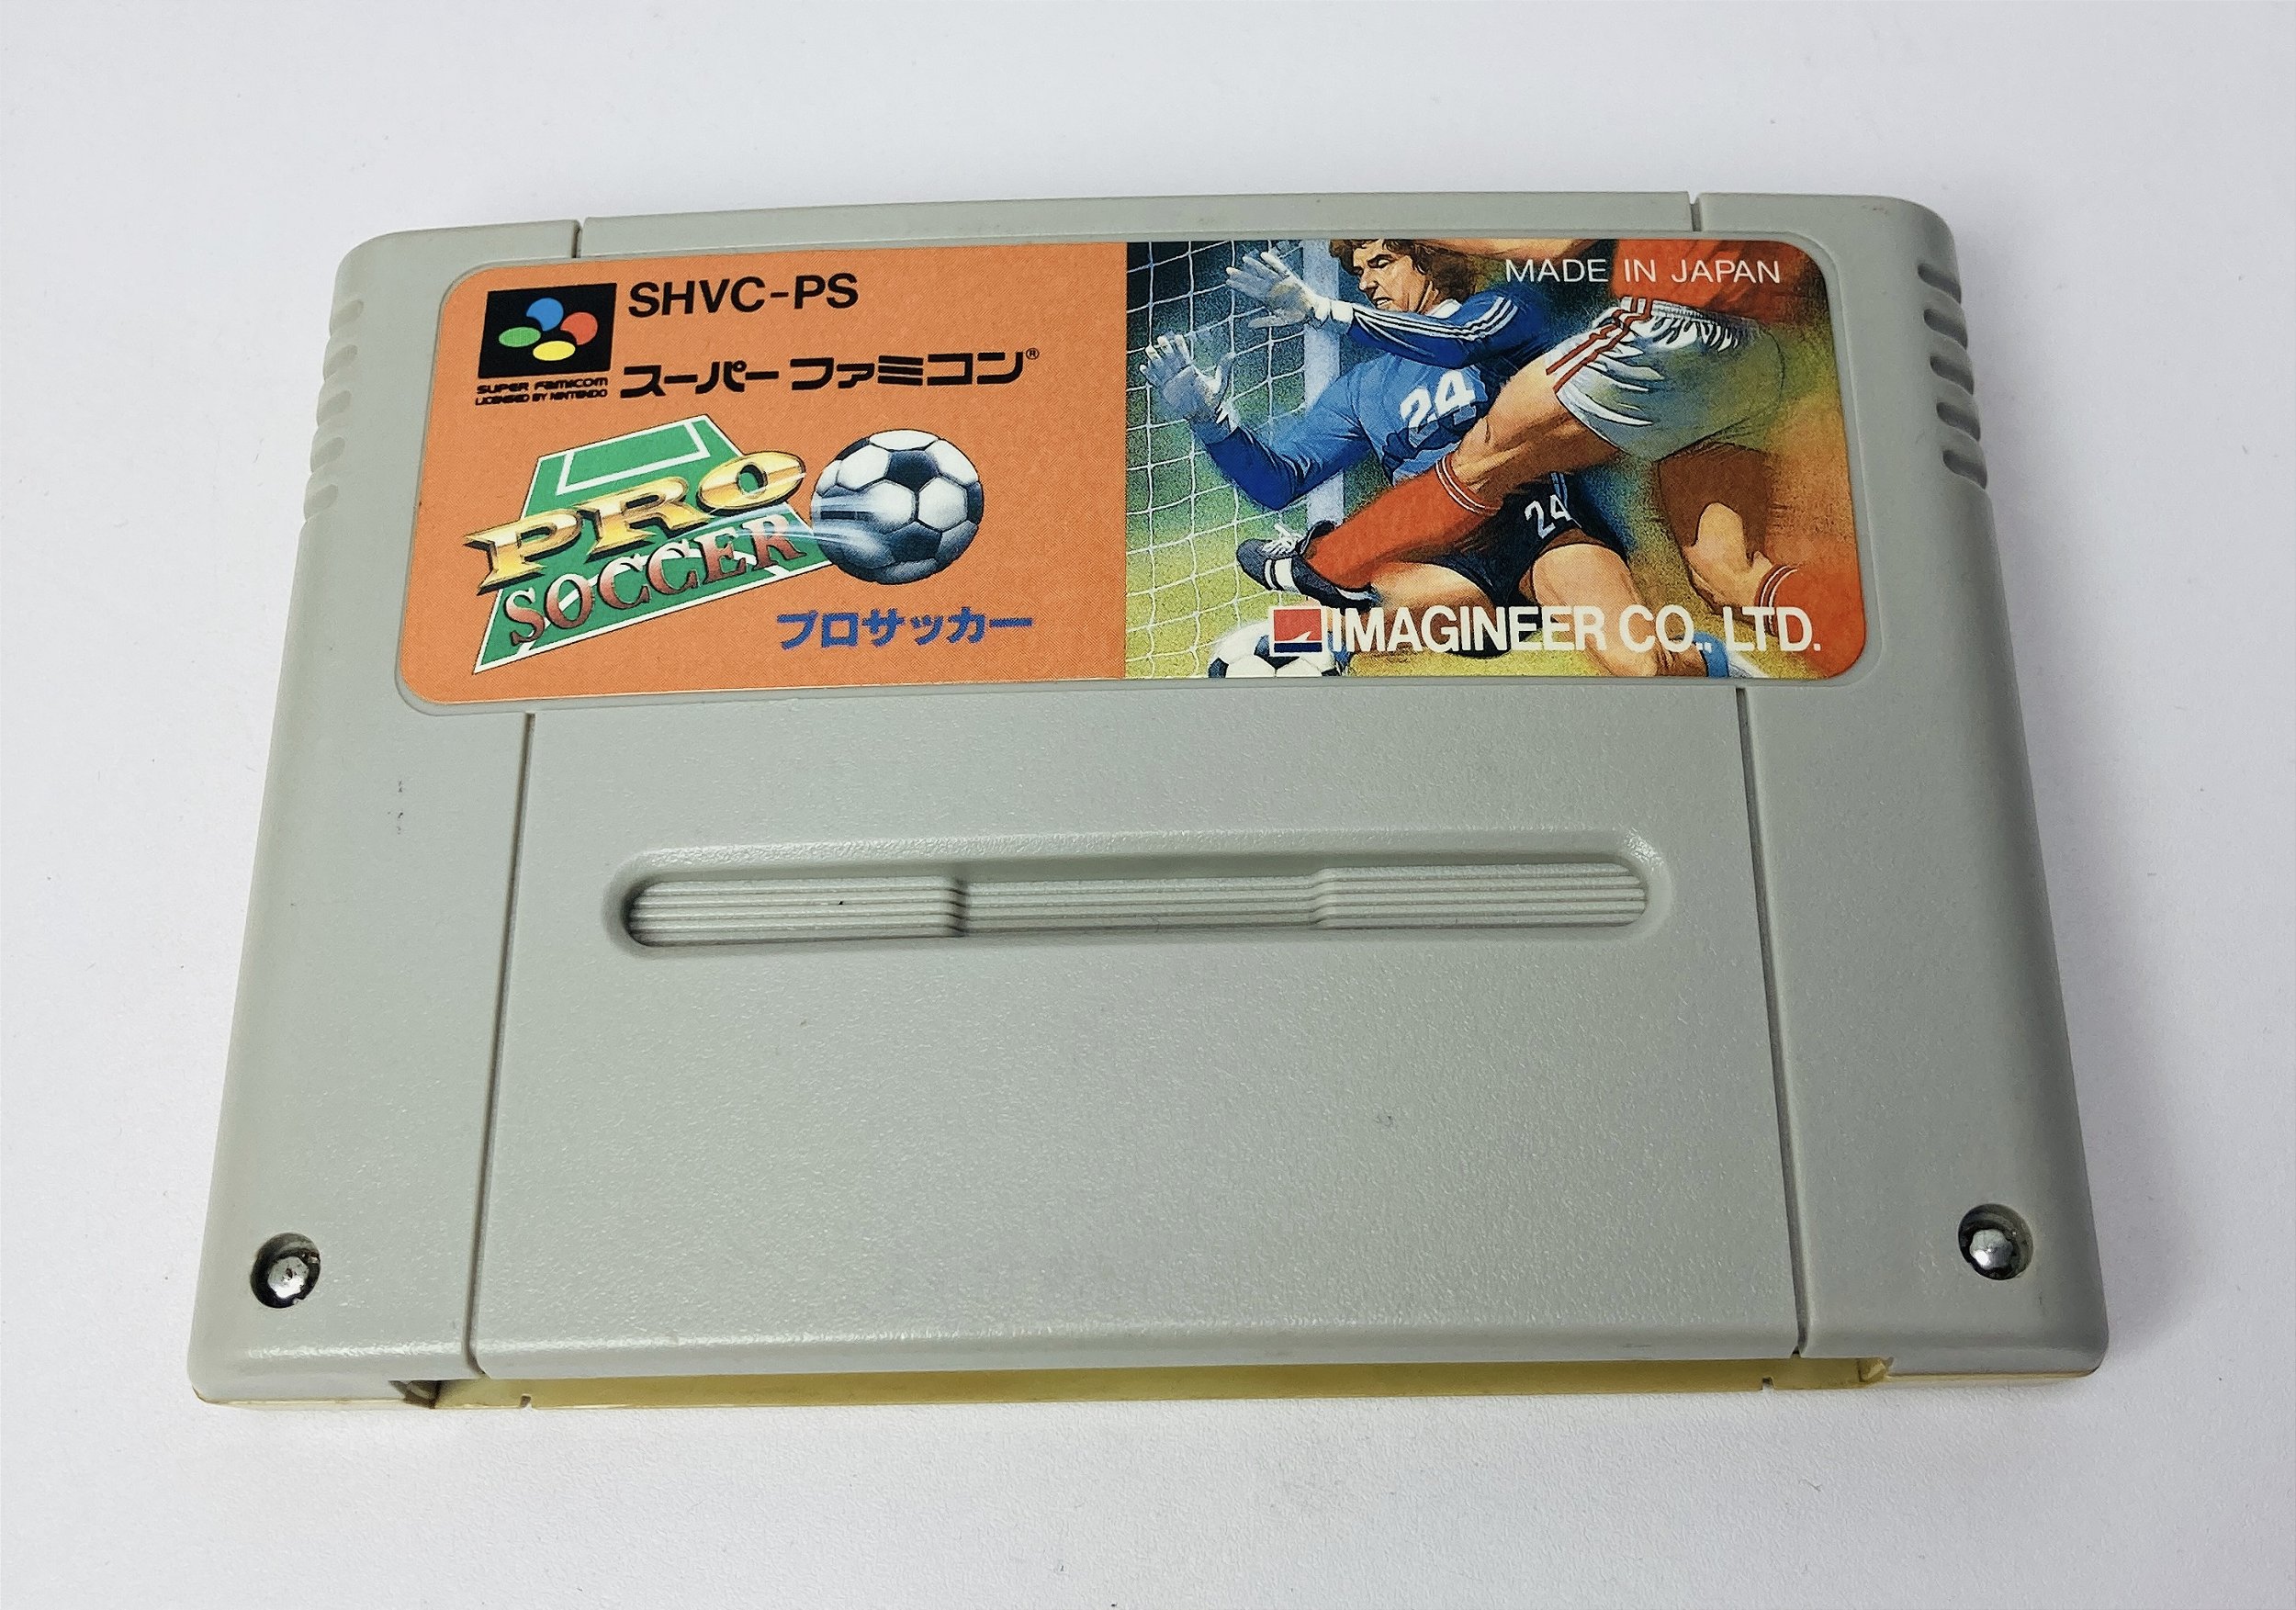 SHVC-PS
SUPER FAMICOM
LICENSED BY NINTENDO
スーパーファミコン®
PRO
SOCCER
プロサッカー
MADE IN JAPAN
24
24
IMAGINEER CO., LTD.